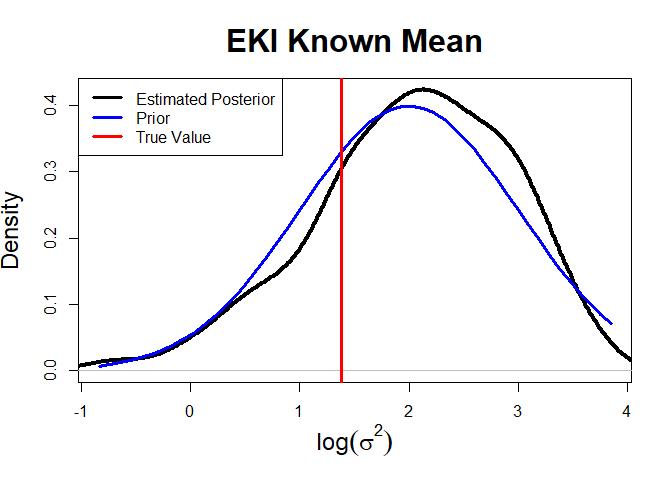 EKI Known Mean
Estimated Posterior
Prior
True Value
Density
0.4
0.3
0.2
0.1
0.0
-1 0 1 2 3 4
log(σ²)